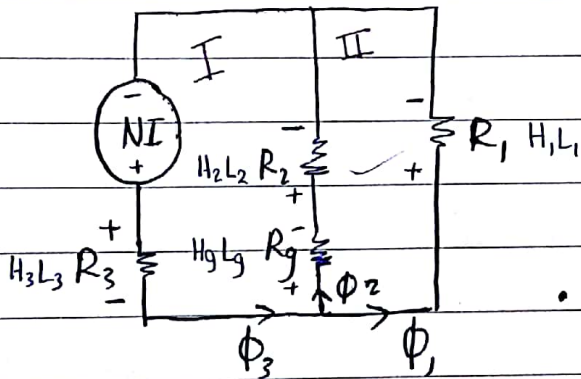 I II
-
NI
+
-
H₂L₂ R₂
+
-
R₁ H₁L₁
+
+
H₃L₃ R₃
-
-
HgLg Rg
+
ϕ2
ϕ₃
ϕ₁